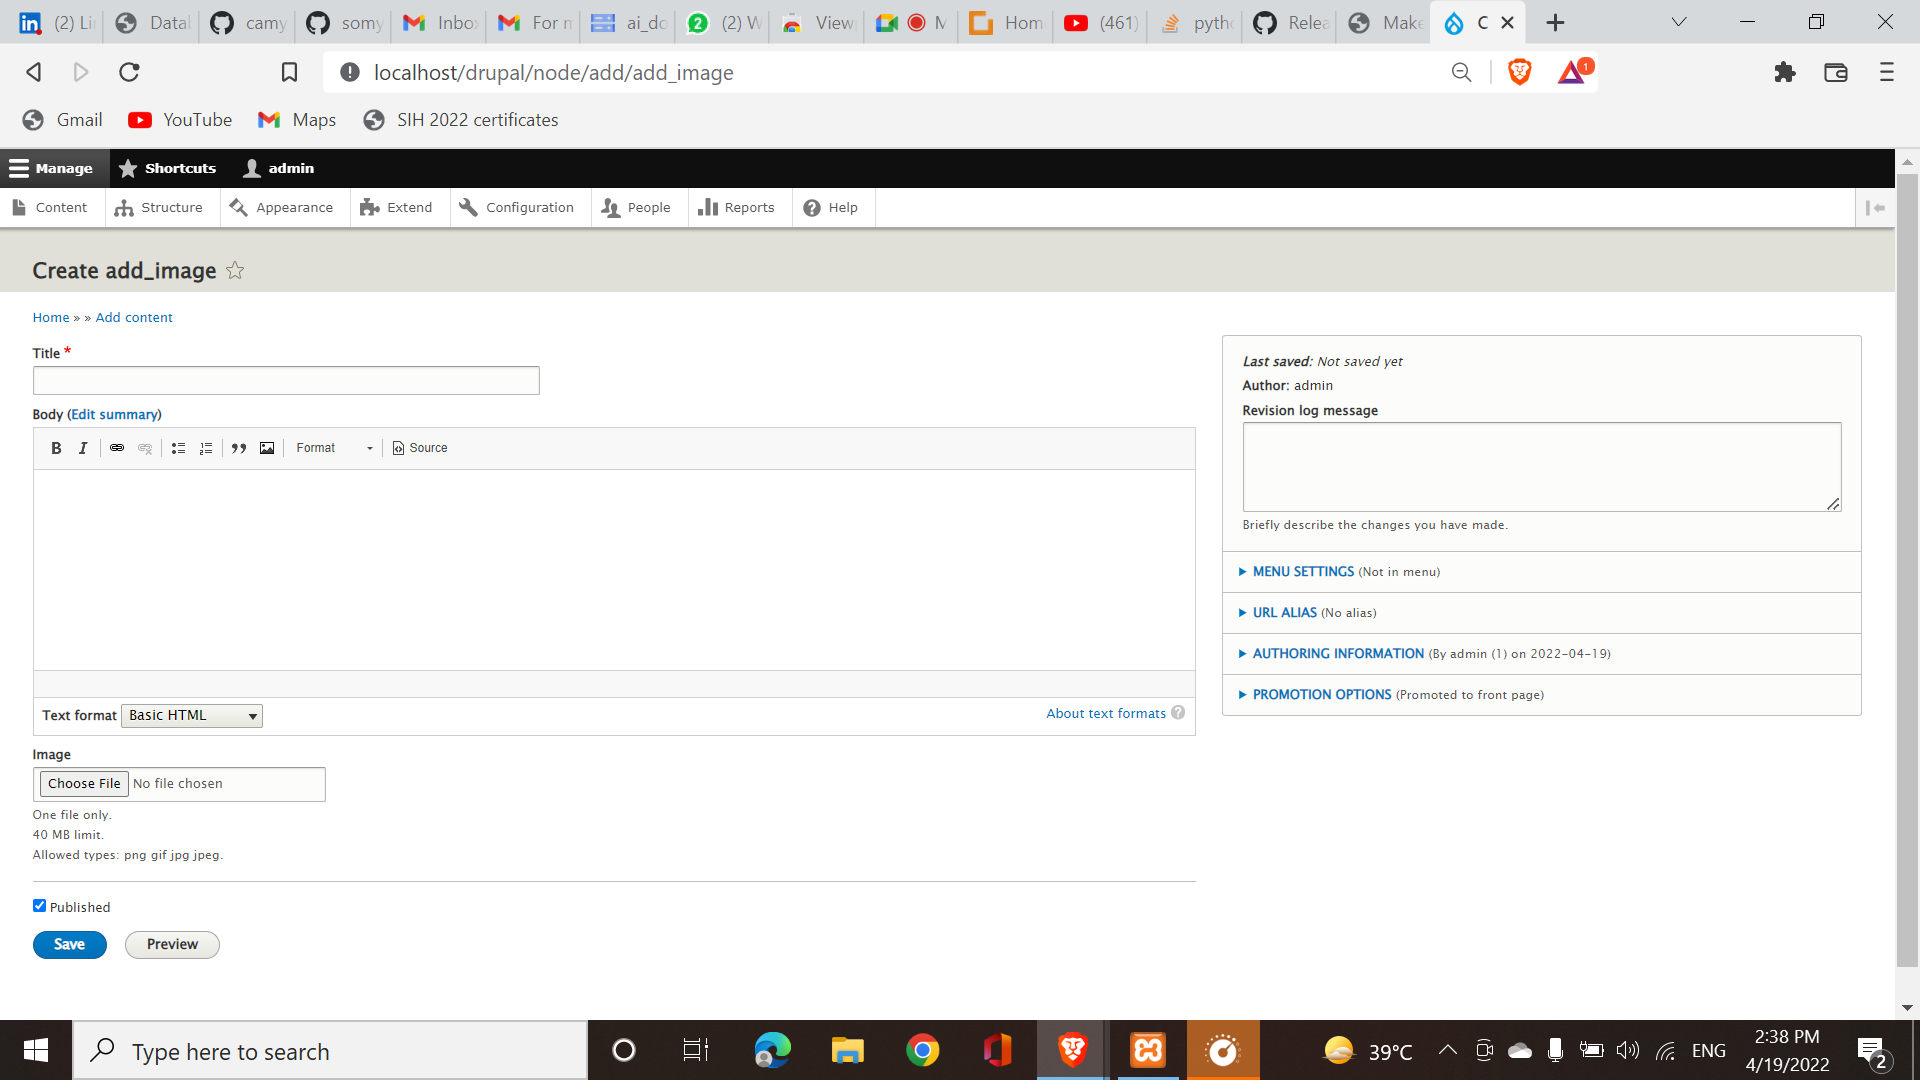 (2) Li
Datab
camy
somy
Inbo
For n
ai_do
(2) W
View
M
Hom
(461)
pyth
Relea
Make
C
localhost/drupal/node/add/add_image
1
Gmail
YouTube
Maps
SIH 2022 certificates
Manage
Shortcuts
admin
Content
Structure
Appearance
Extend
Configuration
People
Reports
Help
Create add_image
Home » » Add content
Title *
Body (Edit summary)
B I Format Source
Text format Basic HTML
About text formats ?
Image
Choose File No file chosen
One file only.
40 MB limit.
Allowed types: png gif jpg jpeg.
Published
Save
Preview
Last saved: Not saved yet
Author: admin
Revision log message
Briefly describe the changes you have made.
MENU SETTINGS (Not in menu)
URL ALIAS (No alias)
AUTHORING INFORMATION (By admin (1) on 2022-04-19)
PROMOTION OPTIONS (Promoted to front page)
Type here to search
39°C
ENG
2:38 PM
4/19/2022
2